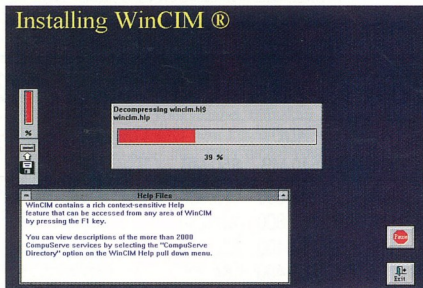 Installing WinCIM ®
%
Decompressing wincim.hl$
wincim.hlp
39 %
Help Files
WinCIM contains a rich context-sensitive Help
feature that can be accessed from any area of WinCIM
by pressing the F1 key.
You can view descriptions of the more than 2000
CompuServe services by selecting the "CompuServe
Directory" option on the WinCIM Help pull down menu.
Pause
Exit